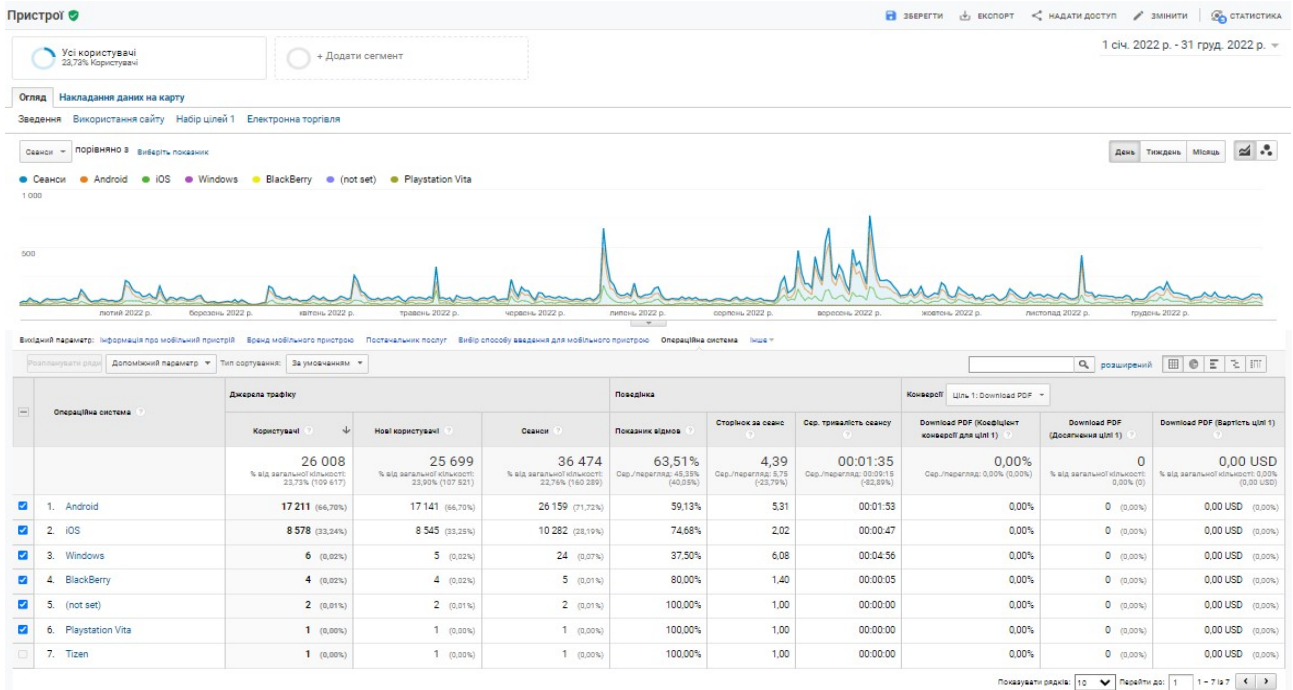 Пристрої
ЗБЕРЕГТИ ЕКСПОРТ НАДАТИ ДОСТУП ЗМІНИТИ СТАТИСТИКА
Усі користувачі
23,73% Користувачі
+ Додати сегмент
1 січ. 2022 р. - 31 груд. 2022 р.
Огляд Накладання даних на карту
Зведення Використання сайту Набір цілей 1 Електронна торгівля
Сеанси порівняно з Виберіть показник
День Тиждень Місяць
Сеанси Android iOS Windows BlackBerry (not set) Playstation Vita
1 000
500
лютий 2022 р. березень 2022 р. квітень 2022 р. травень 2022 р. червень 2022 р. липень 2022 р. серпень 2022 р. вересень 2022 р. жовтень 2022 р. листопад 2022 р. грудень 2022 р.
Вихідний параметр: Інформація про мобільний пристрій Бренд мобільного пристрою Постачальник послуг Вибір способу введення для мобільного пристрою Операційна система Інше
Розпланувати рядки Допоміжний параметр Тип сортування: За умовчанням розширений
Операційна система Джерела трафіку Поведінка Конверсії Ціль 1: Download PDF
Користувачі Нові користувачі Сеанси Показник відмов Сторінок за сеанс Сер. тривалість сеансу Download PDF (Коефіцієнт конверсії для цілі 1) Download PDF (Досягнення цілі 1) Download PDF (Вартість цілі 1)
26 008 25 699 36 474 63,51% 4,39 00:01:35 0,00% 0 0,00 USD
% від загальної кількості: 23,73% (109 617) % від загальної кількості: 23,90% (107 521) % від загальної кількості: 22,76% (160 289) Сер./перегляд: 45,35% (40,05%) Сер./перегляд: 5,75 (-23,79%) Сер./перегляд: 00:09:15 (-82,89%) Сер./перегляд: 0,00% (0,00%) % від загальної кількості: 0,00% (0) % від загальної кількості: 0,00% (0,00 USD)
1. Android 17 211 (66,70%) 17 141 (66,70%) 26 159 (71,72%) 59,13% 5,31 00:01:53 0,00% 0 (0,00%) 0,00 USD (0,00%)
2. iOS 8 578 (33,24%) 8 545 (33,25%) 10 282 (28,19%) 74,68% 2,02 00:00:47 0,00% 0 (0,00%) 0,00 USD (0,00%)
3. Windows 6 (0,02%) 5 (0,02%) 24 (0,07%) 37,50% 6,08 00:04:56 0,00% 0 (0,00%) 0,00 USD (0,00%)
4. BlackBerry 4 (0,02%) 4 (0,02%) 5 (0,01%) 80,00% 1,40 00:00:05 0,00% 0 (0,00%) 0,00 USD (0,00%)
5. (not set) 2 (0,01%) 2 (0,01%) 2 (0,01%) 100,00% 1,00 00:00:00 0,00% 0 (0,00%) 0,00 USD (0,00%)
6. Playstation Vita 1 (0,00%) 1 (0,00%) 1 (0,00%) 100,00% 1,00 00:00:00 0,00% 0 (0,00%) 0,00 USD (0,00%)
7. Tizen 1 (0,00%) 1 (0,00%) 1 (0,00%) 100,00% 1,00 00:00:00 0,00% 0 (0,00%) 0,00 USD (0,00%)
Показувати рядків: 10 Перейти до: 1 1 – 7 із 7